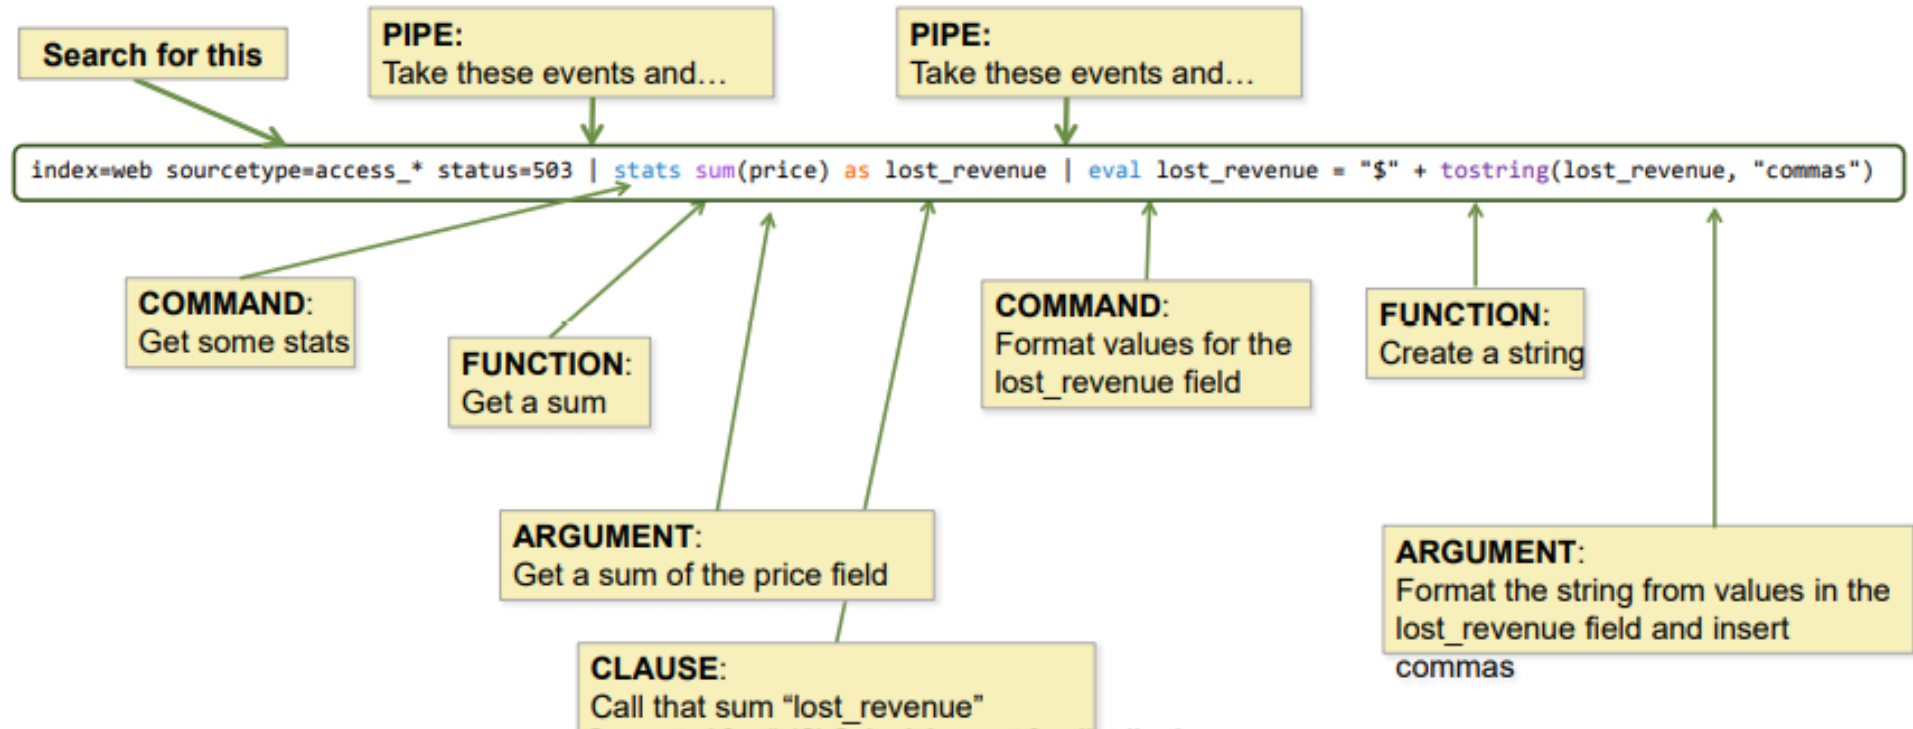 Search for this
PIPE:
Take these events and…
PIPE:
Take these events and…
index=web sourcetype=access_* status=503 | stats sum(price) as lost_revenue | eval lost_revenue = "$" + tostring(lost_revenue, "commas")
COMMAND:
Get some stats
FUNCTION:
Get a sum
COMMAND:
Format values for the
lost_revenue field
FUNCTION:
Create a string
ARGUMENT:
Get a sum of the price field
ARGUMENT:
Format the string from values in the
lost_revenue field and insert
commas
CLAUSE:
Call that sum “lost_revenue”